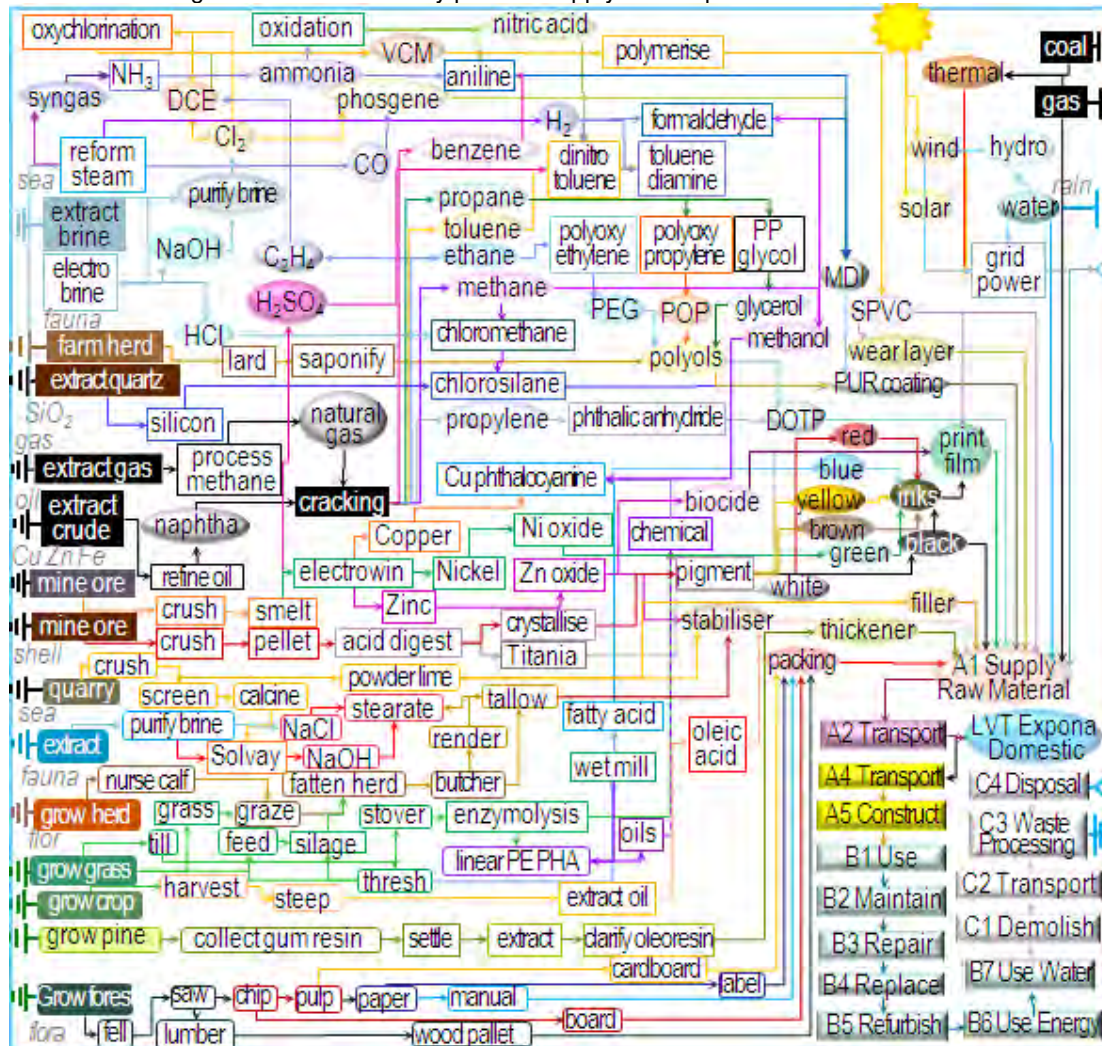 oxychlorination
oxidation
nitric acid
VCM
polymerise
coal
NH3
ammonia
aniline
thermal
syngas
DCE
phosgene
gas
Cl2
H2
formaldehyde
reform
steam
CO
benzene
dinitro
toluene
toluene
diamine
wind
hydro
sea
purify brine
rain
extract
brine
propane
solar
water
NaOH
toluene
polyoxy
ethylene
polyoxy
propylene
PP
glycol
electro
brine
C2H4
ethane
MDI
grid
power
H2SO4
methane
PEG
POP
glycerol
SPVC
fauna
HCl
chloromethane
methanol
farm herd
lard
saponify
polyols
wear layer
extract quartz
chlorosilane
PUR coating
SiO2
silicon
natural
gas
propylene
phthalic anhydride
DOTP
gas
red
print
film
extract gas
process
methane
Cu phthalocyanine
blue
oil
extract
crude
cracking
biocide
yellow
inks
naphtha
Copper
Ni oxide
chemical
brown
green
black
Cu Zn Fe
mine ore
refine oil
electrowin
Nickel
Zn oxide
pigment
white
crush
smelt
Zinc
filler
mine ore
crush
pellet
acid digest
crystallise
stabiliser
thickener
shell
Titania
crush
packing
A1 Supply
Raw Material
powder lime
quarry
screen
calcine
tallow
sea
purify brine
NaCl
stearate
fatty acid
oleic
acid
A2 Transport
LVT Expona
Domestic
extract
Solvay
NaOH
render
wet mill
A4 Transport
C4 Disposal
fauna
nurse calf
fatten herd
butcher
grow herd
grass
graze
stover
enzymolysis
oils
A5 Construct
C3 Waste
Processing
flor
till
feed
silage
linear PE PHA
B1 Use
grow grass
harvest
thresh
C2 Transport
grow crop
steep
extract oil
B2 Maintain
C1 Demolish
grow pine
collect gum resin
settle
extract
clarify oleoresin
B3 Repair
cardboard
B7 Use Water
Grow fores
saw
chip
pulp
paper
manual
label
B4 Replace
board
flora
fell
lumber
wood pallet
B5 Refurbish
B6 Use Energy